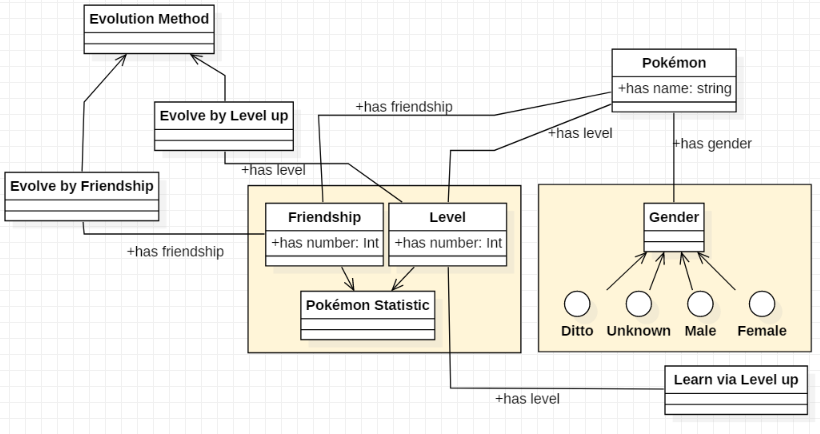 Evolution Method
Pokémon
+has name: string
+has friendship
Evolve by Level up
+has level
+has gender
+has level
Evolve by Friendship
Friendship
Level
Gender
+has number: Int
+has number: Int
+has friendship
Pokémon Statistic
Ditto
Unknown
Male
Female
Learn via Level up
+has level